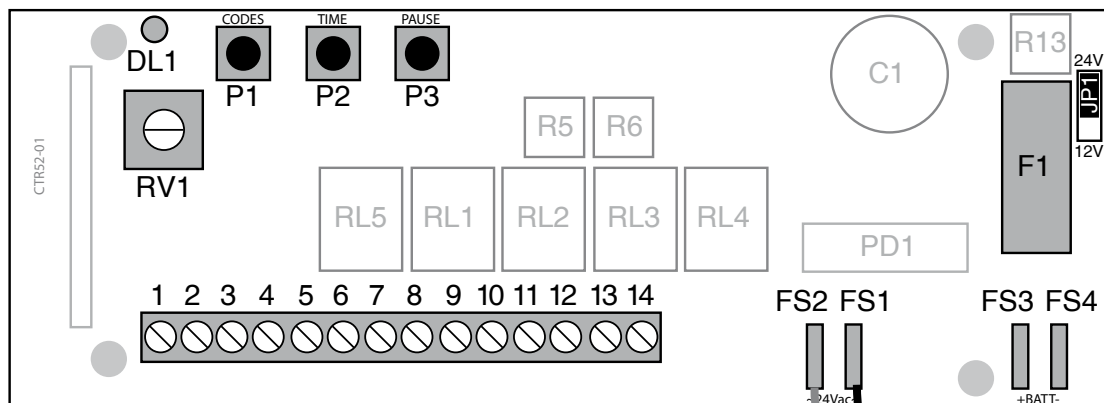 CODES TIME PAUSE
DL1 P1 P2 P3
C1
R13
24V
JP1
12V
F1
CTR52-01
RV1
R5 R6
RL5 RL1 RL2 RL3 RL4
PD1
1 2 3 4 5 6 7 8 9 10 11 12 13 14
FS2 FS1 FS3 FS4
~24Vac~
+BATT-